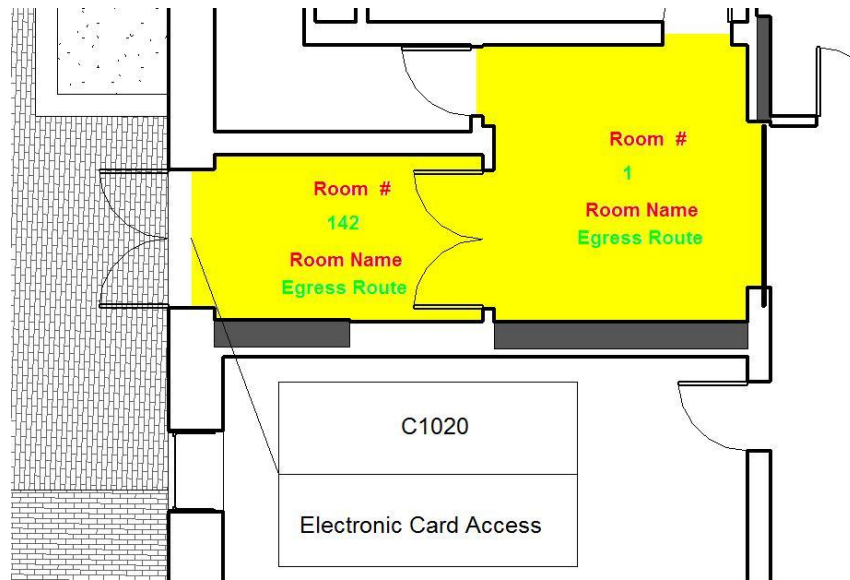 Room #
1
Room Name
Egress Route
Room #
142
Room Name
Egress Route
C1020
Electronic Card Access